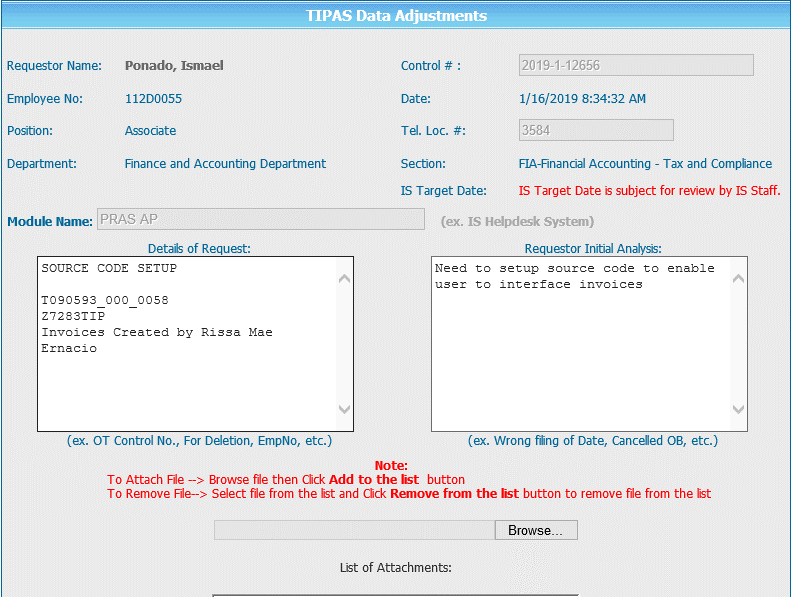 TIPAS Data Adjustments
Requestor Name: Ponado, Ismael Control # : 2019-1-12656
Employee No: 112D0055 Date: 1/16/2019 8:34:32 AM
Position: Associate Tel. Loc. #: 3584
Department: Finance and Accounting Department Section: FIA-Financial Accounting - Tax and Compliance
IS Target Date: IS Target Date is subject for review by IS Staff.
Module Name: PRAS AP (ex. IS Helpdesk System)
Details of Request:
SOURCE CODE SETUP
T090593_000_0058
Z7283TIP
Invoices Created by Rissa Mae
Ernacio
(ex. OT Control No., For Deletion, EmpNo, etc.)
Requestor Initial Analysis:
Need to setup source code to enable
user to interface invoices
(ex. Wrong filing of Date, Cancelled OB, etc.)
Note:
To Attach File --> Browse file then Click Add to the list button
To Remove File--> Select file from the list and Click Remove from the list button to remove file from the list
Browse...
List of Attachments: